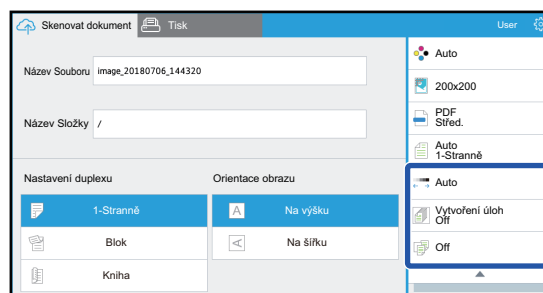 Skenovat dokument Tisk User
Název Souboru image_20180706_144320
Název Složky /
Nastavení duplexu Orientace obrazu
1-Stranně Na výšku
Blok Na šířku
Kniha
Auto
200x200
PDF
Střed.
Auto
1-Stranně
Auto
Vytvoření úloh
Off
Off